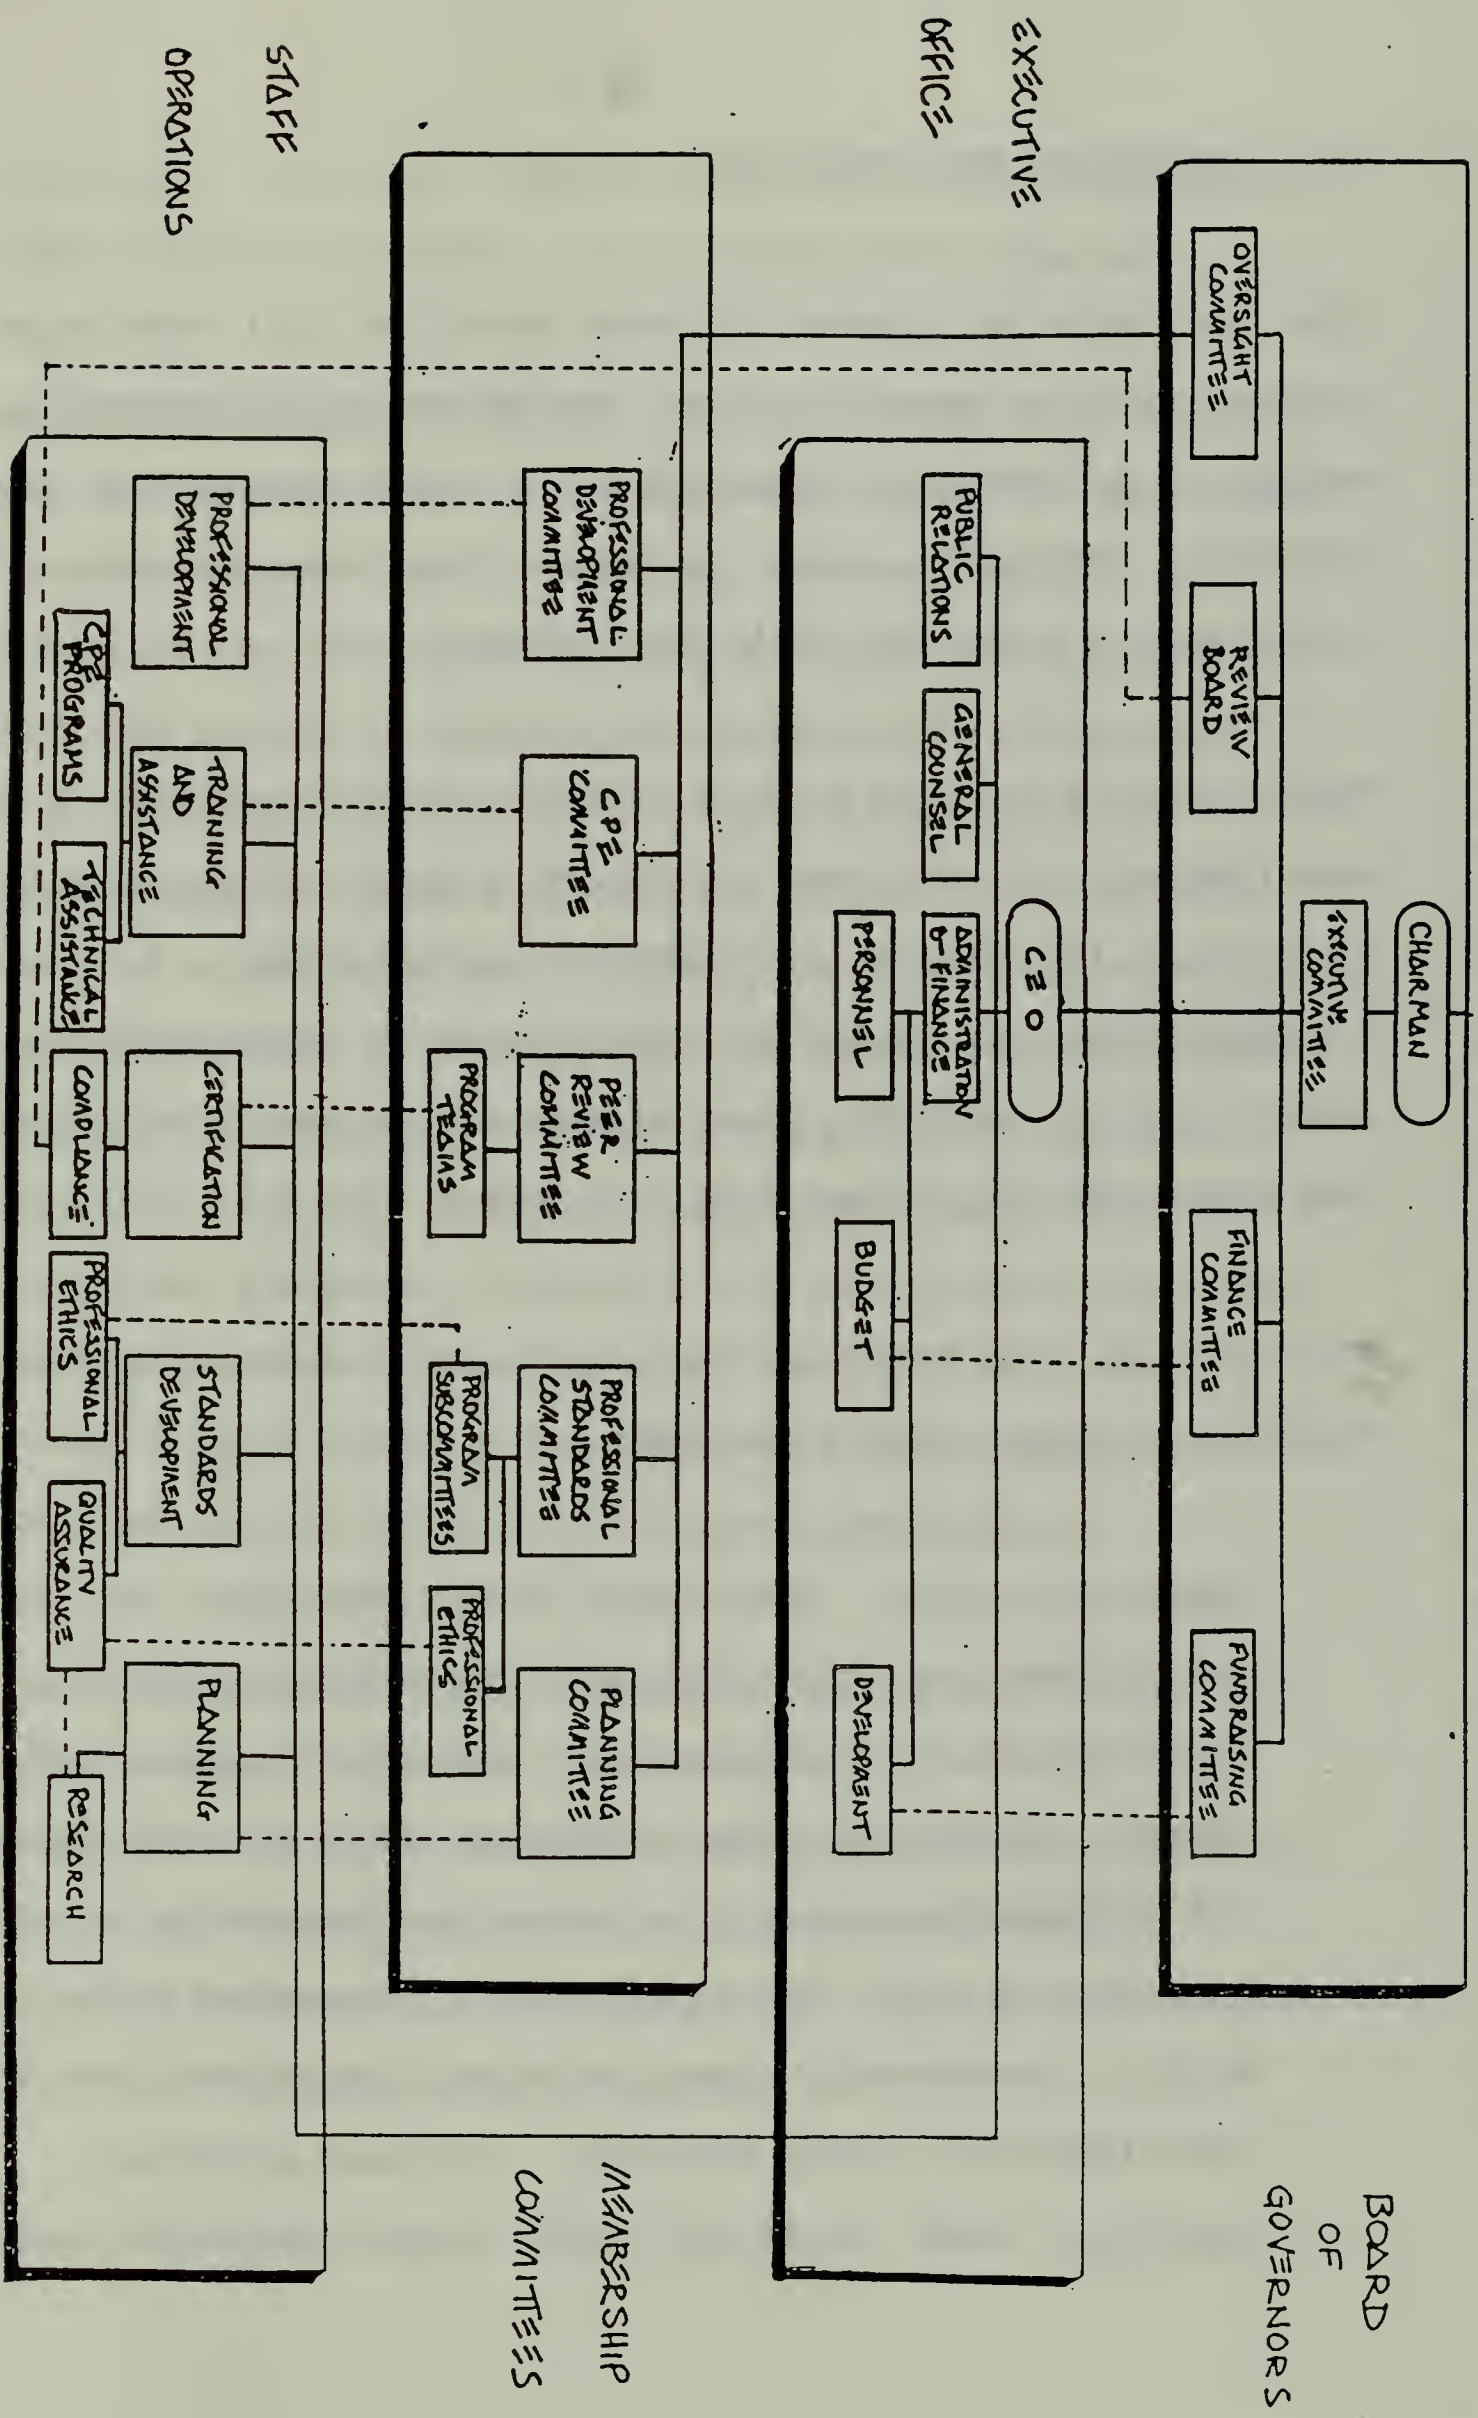 BOARD
OF
GOVERNORS
CHAIRMAN
EXECUTIVE
COMMITTEE
OVERSIGHT
COMMITTEE
REVIEW
BOARD
FINANCE
COMMITTEE
FUNDRAISING
COMMITTEE
EXECUTIVE
OFFICE
CEO
PUBLIC
RELATIONS
GENERAL
COUNSEL
ADMINISTRATION
& FINANCE
PERSONNEL
BUDGET
DEVELOPMENT
MEMBERSHIP
COMMITTEES
PROFESSIONAL
DEVELOPMENT
COMMITTEE
CPE
COMMITTEE
PEER
REVIEW
COMMITTEE
PROFESSIONAL
STANDARDS
COMMITTEE
PLANNING
COMMITTEE
PROGRAM
TEAMS
PROGRAM
SUBCOMMITTEES
PROFESSIONAL
ETHICS
STAFF
OPERATIONS
PROFESSIONAL
DEVELOPMENT
TRAINING
AND
ASSISTANCE
CERTIFICATION
STANDARDS
DEVELOPMENT
PLANNING
CPE
PROGRAMS
TECHNICAL
ASSISTANCE
COMPLIANCE
PROFESSIONAL
ETHICS
QUALITY
ASSURANCE
RESEARCH